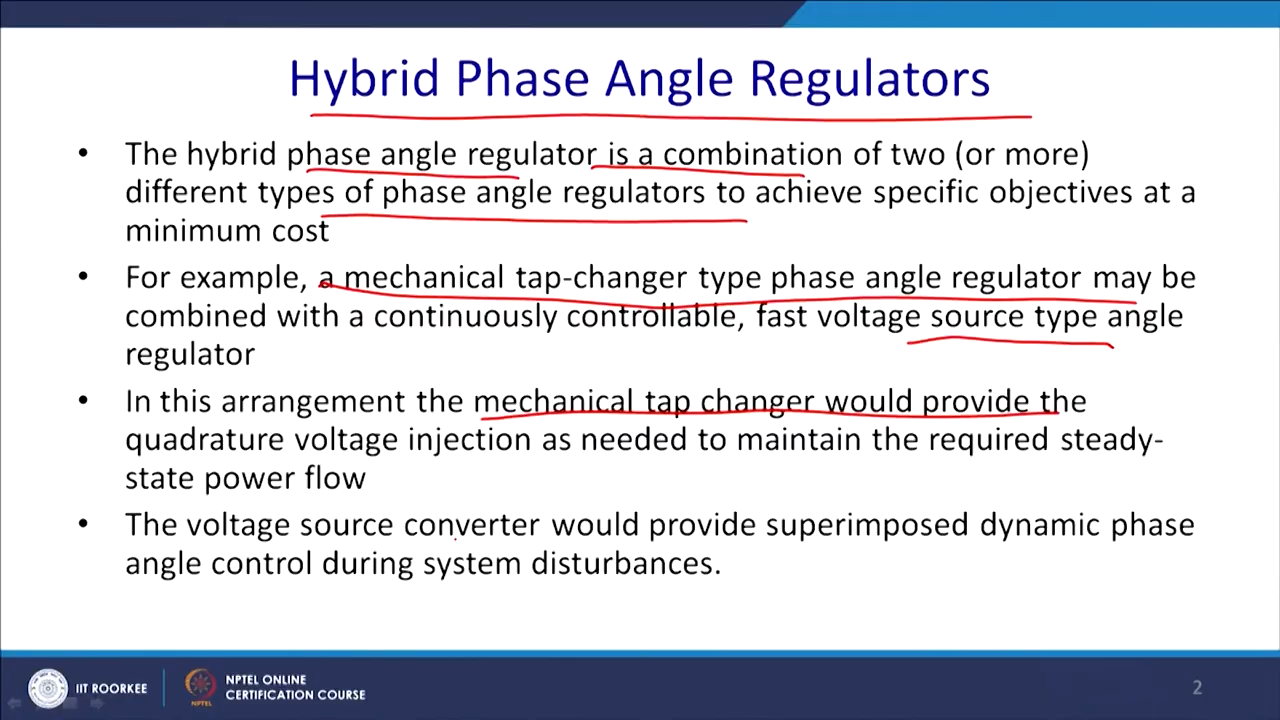 Hybrid Phase Angle Regulators
• The hybrid phase angle regulator is a combination of two (or more)
different types of phase angle regulators to achieve specific objectives at a
minimum cost
• For example, a mechanical tap-changer type phase angle regulator may be
combined with a continuously controllable, fast voltage source type angle
regulator
• In this arrangement the mechanical tap changer would provide the
quadrature voltage injection as needed to maintain the required steady-
state power flow
• The voltage source converter would provide superimposed dynamic phase
angle control during system disturbances.
IIT ROORKEE
NPTEL
NPTEL ONLINE
CERTIFICATION COURSE
2